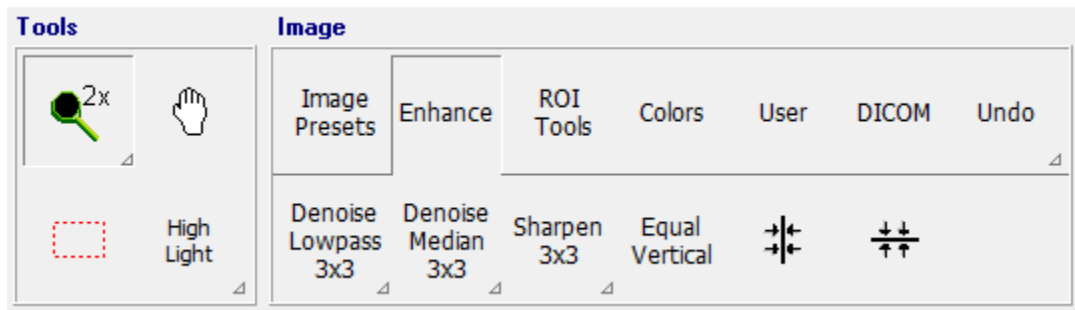 Tools
Image
2x
Image
Presets
Enhance
ROI
Tools
Colors
User
DICOM
Undo
High
Light
Denoise
Lowpass
3x3
Denoise
Median
3x3
Sharpen
3x3
Equal
Vertical